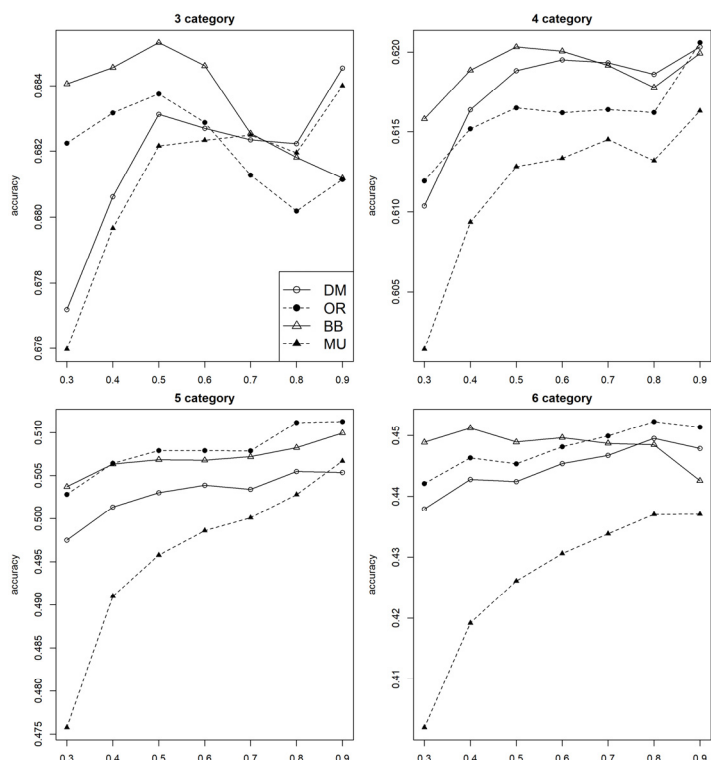 3 category
accuracy
0.676 0.678 0.680 0.682 0.684
0.3 0.4 0.5 0.6 0.7 0.8 0.9
DM
OR
BB
MU
4 category
accuracy
0.605 0.610 0.615 0.620
0.3 0.4 0.5 0.6 0.7 0.8 0.9
5 category
accuracy
0.475 0.480 0.485 0.490 0.495 0.500 0.505 0.510
0.3 0.4 0.5 0.6 0.7 0.8 0.9
6 category
accuracy
0.41 0.42 0.43 0.44 0.45
0.3 0.4 0.5 0.6 0.7 0.8 0.9